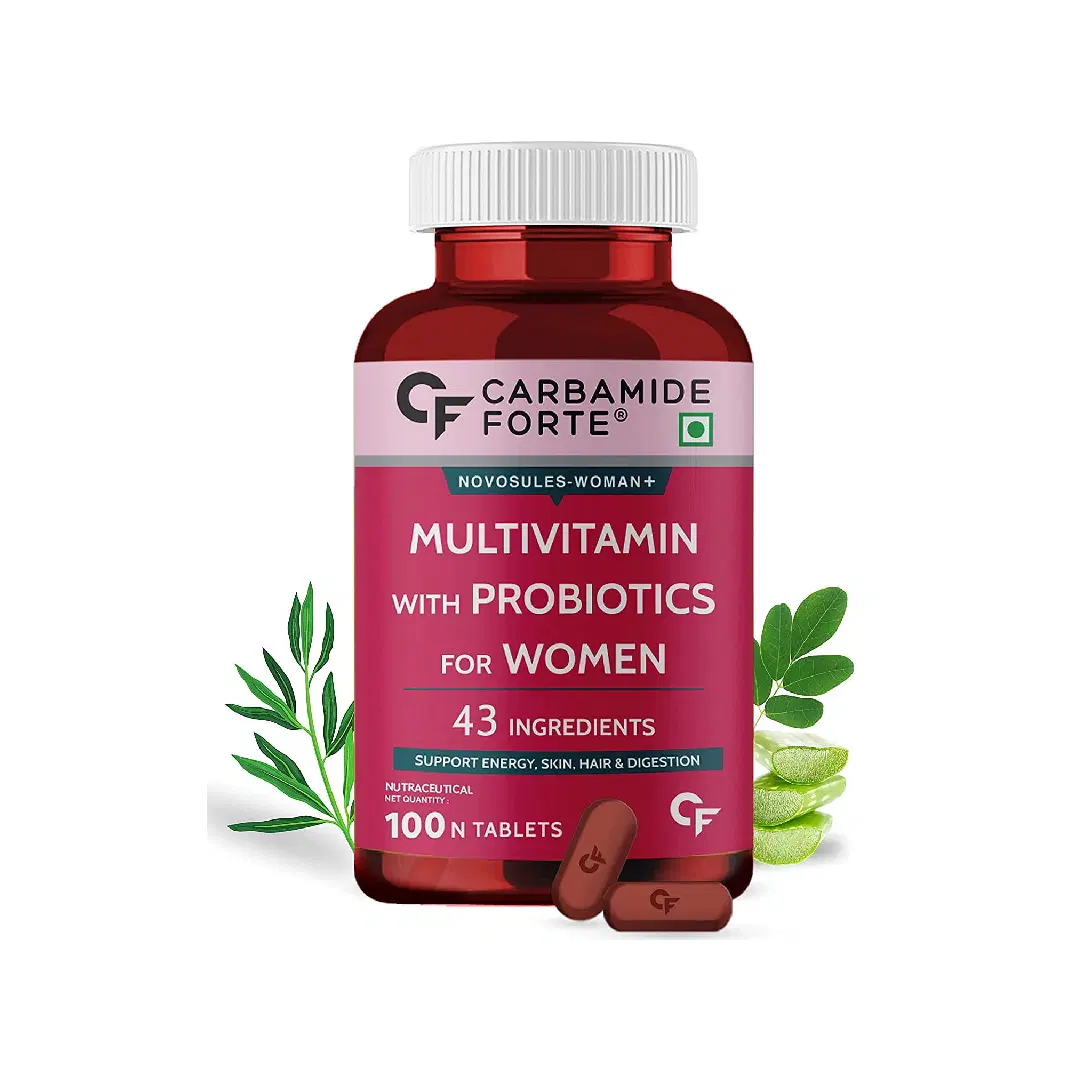 CF CARBAMIDE
FORTE®
NOVOSULES-WOMAN+
MULTIVITAMIN
WITH PROBIOTICS
FOR WOMEN
43 INGREDIENTS
SUPPORT ENERGY, SKIN, HAIR & DIGESTION
NUTRACEUTICAL
NET QUANTITY:
100 N TABLETS
CF
CF
CF